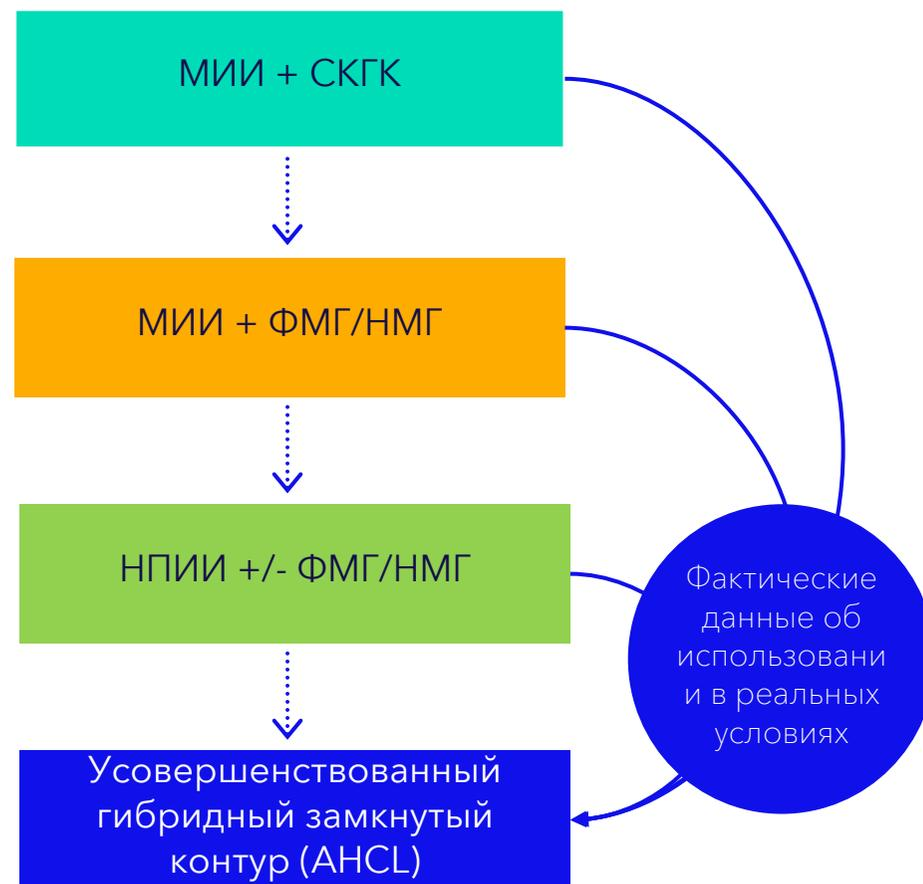 МИИ + СКГК
МИИ + ФМГ/НМГ
НПИИ +/- ФМГ/НМГ
Фактические
данные об
использовани
и в реальных
условиях
Усовершенствованный
гибридный замкнутый
контур (AHCL)